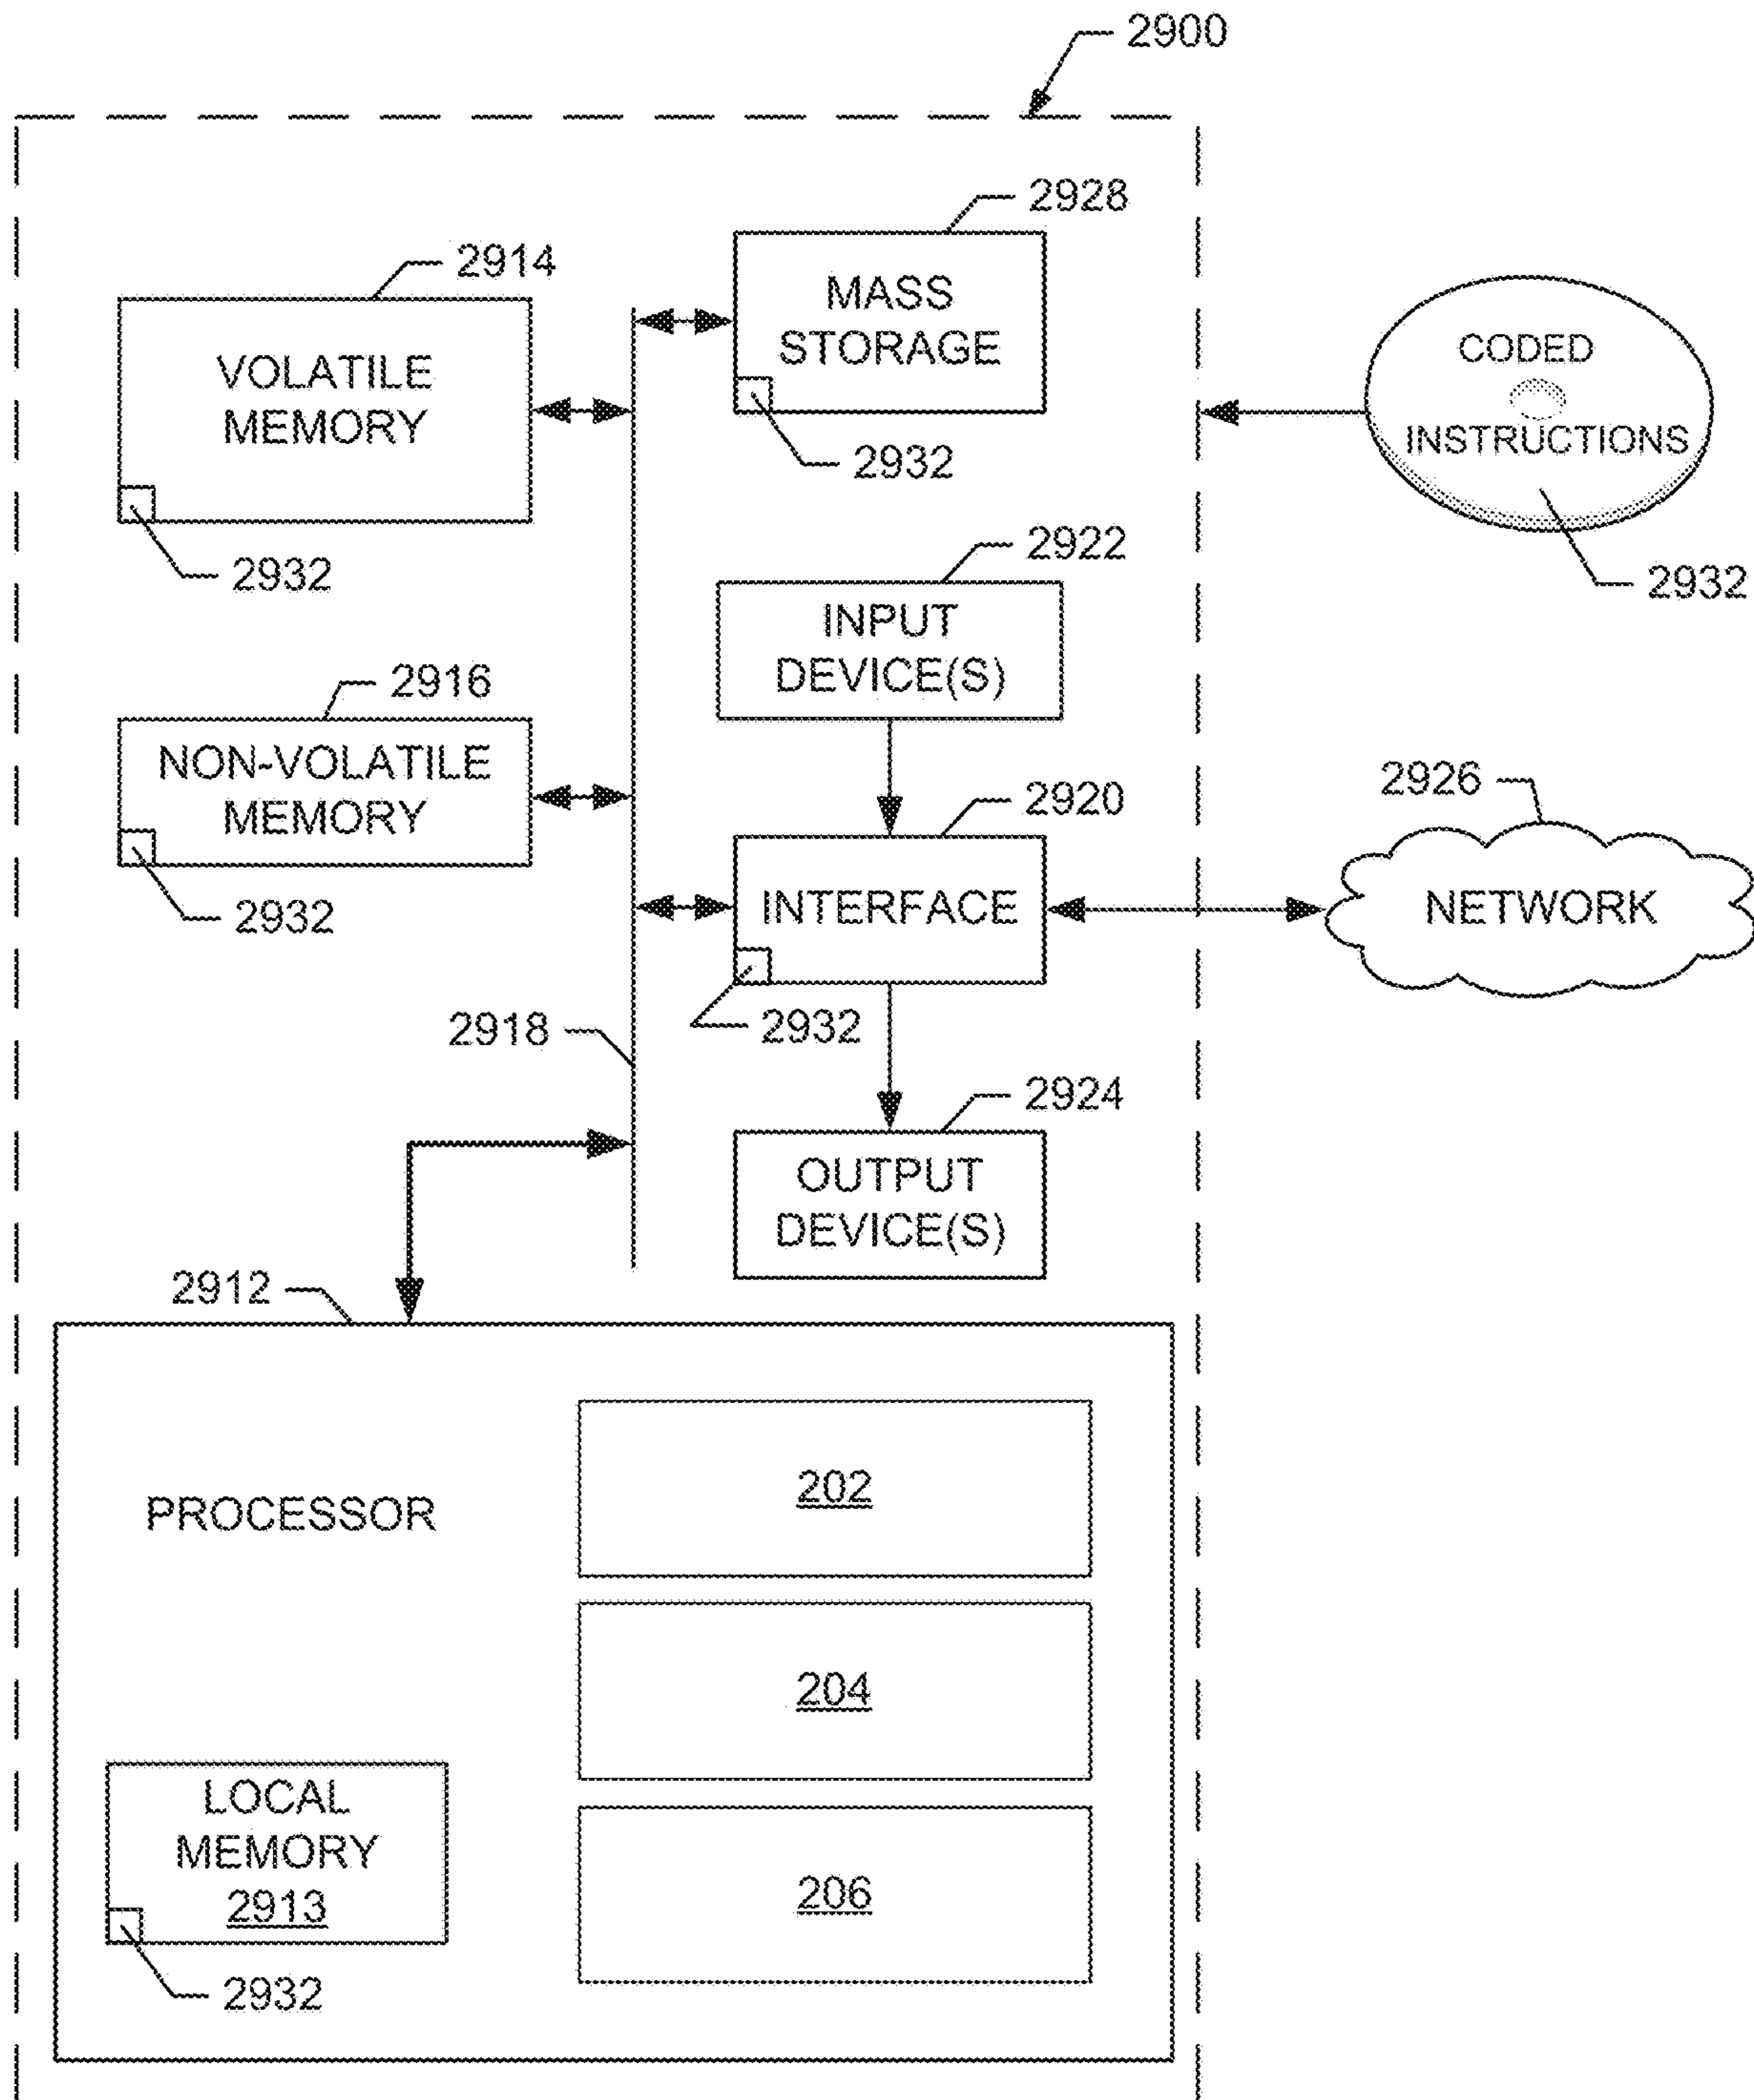 2900
2928
MASS
STORAGE
2932
2914
VOLATILE
MEMORY
2932
CODED
INSTRUCTIONS
2932
2922
INPUT
DEVICE(S)
2916
NON-VOLATILE
MEMORY
2932
2920
INTERFACE
2932
2926
NETWORK
2918
2924
OUTPUT
DEVICE(S)
2912
PROCESSOR
202
204
LOCAL
MEMORY
2913
2932
206